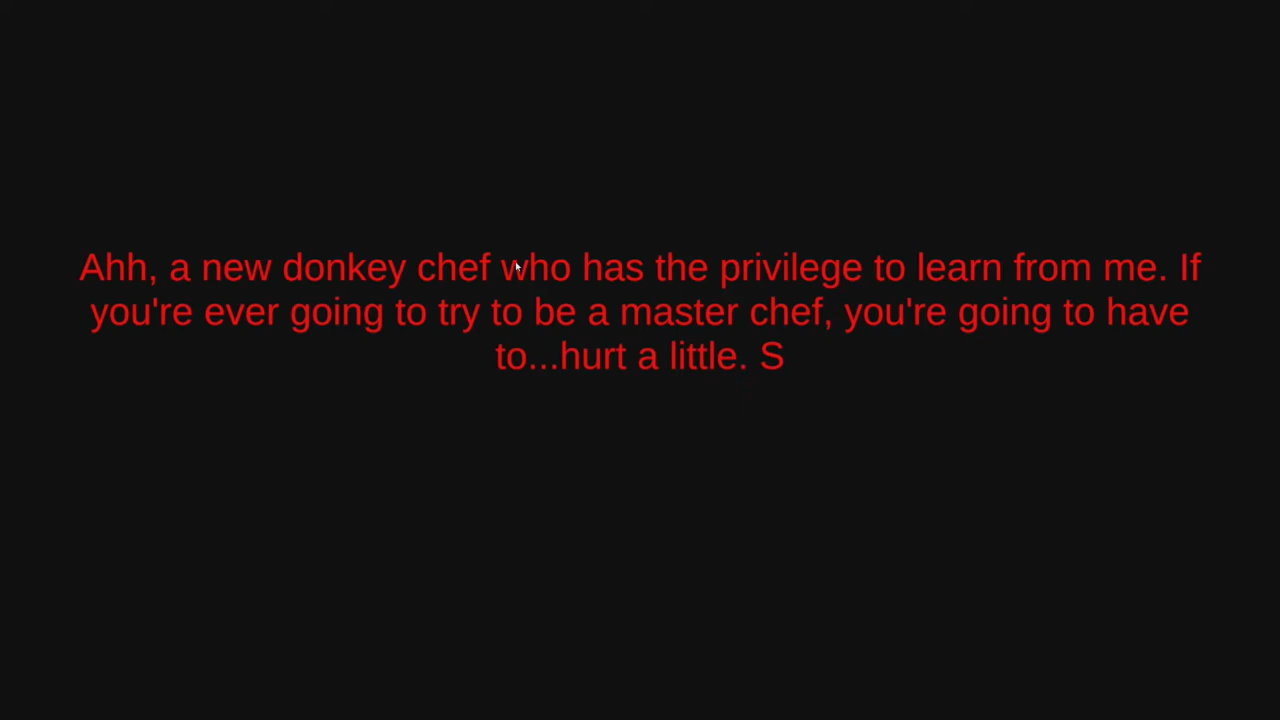 Ahh, a new donkey chef who has the privilege to learn from me. If
you're ever going to try to be a master chef, you're going to have
to...hurt a little. S